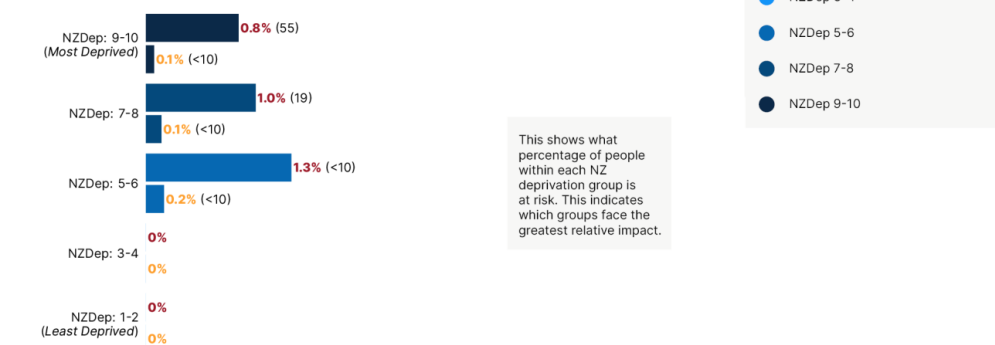 NZDep 5-6
NZDep 7-8
NZDep 9-10
NZDep: 9-10
(Most Deprived)
0.8% (55)
0.1% (<10)
NZDep: 7-8
1.0% (19)
0.1% (<10)
NZDep: 5-6
1.3% (<10)
0.2% (<10)
NZDep: 3-4
0%
0%
NZDep: 1-2
(Least Deprived)
0%
0%
This shows what
percentage of people
within each NZ
deprivation group is
at risk. This indicates
which groups face the
greatest relative impact.